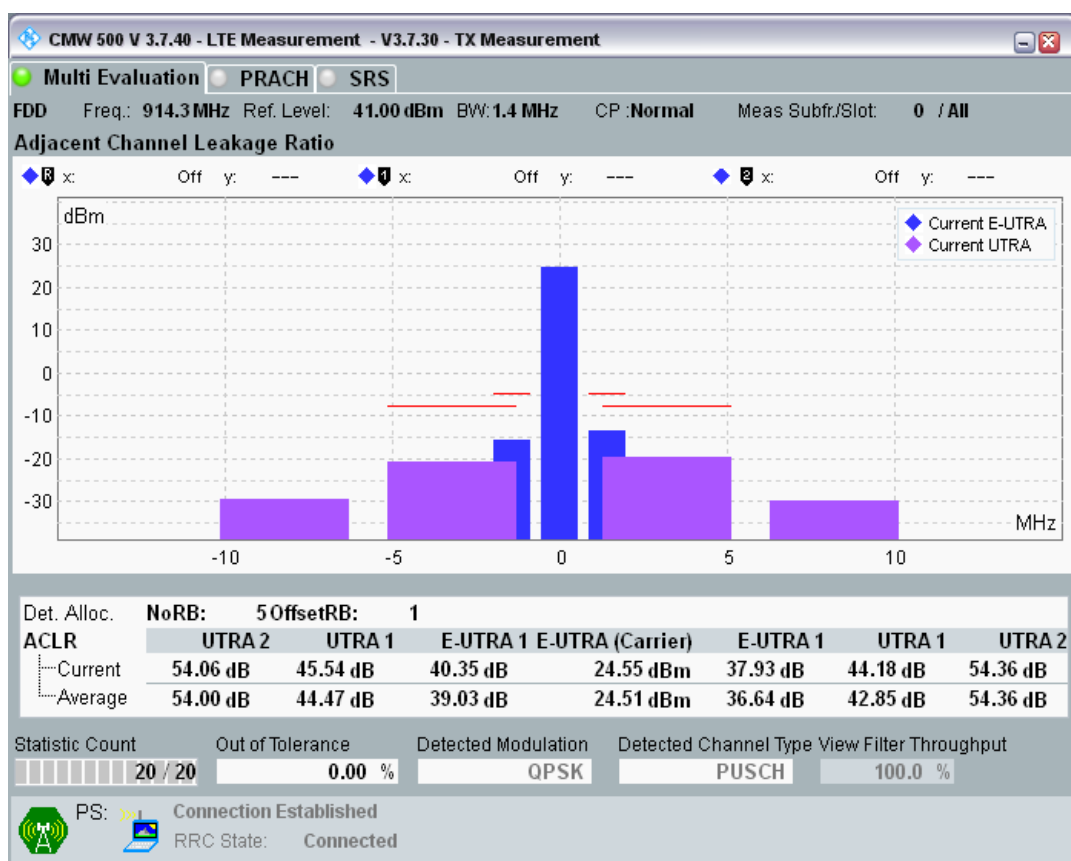 CMW 500 V 3.7.40 - LTE Measurement - V3.7.30 - TX Measurement
Multi Evaluation PRACH SRS
FDD Freq.: 914.3 MHz Ref. Level: 41.00 dBm BW: 1.4 MHz CP :Normal Meas Subfr./Slot: 0 / All
Adjacent Channel Leakage Ratio
R x: Off y: --- 1 x: Off y: --- 2 x: Off y: ---
dBm
Current E-UTRA
Current UTRA
30
20
10
0
-10
-20
-30
MHz
-10 -5 0 5 10
Det. Alloc. NoRB: 5 OffsetRB: 1
ACLR UTRA 2 UTRA 1 E-UTRA 1 E-UTRA (Carrier) E-UTRA 1 UTRA 1 UTRA 2
Current 54.06 dB 45.54 dB 40.35 dB 24.55 dBm 37.93 dB 44.18 dB 54.36 dB
Average 54.00 dB 44.47 dB 39.03 dB 24.51 dBm 36.64 dB 42.85 dB 54.36 dB
Statistic Count Out of Tolerance Detected Modulation Detected Channel Type View Filter Throughput
20 / 20 0.00 % QPSK PUSCH 100.0 %
PS: Connection Established
RRC State: Connected